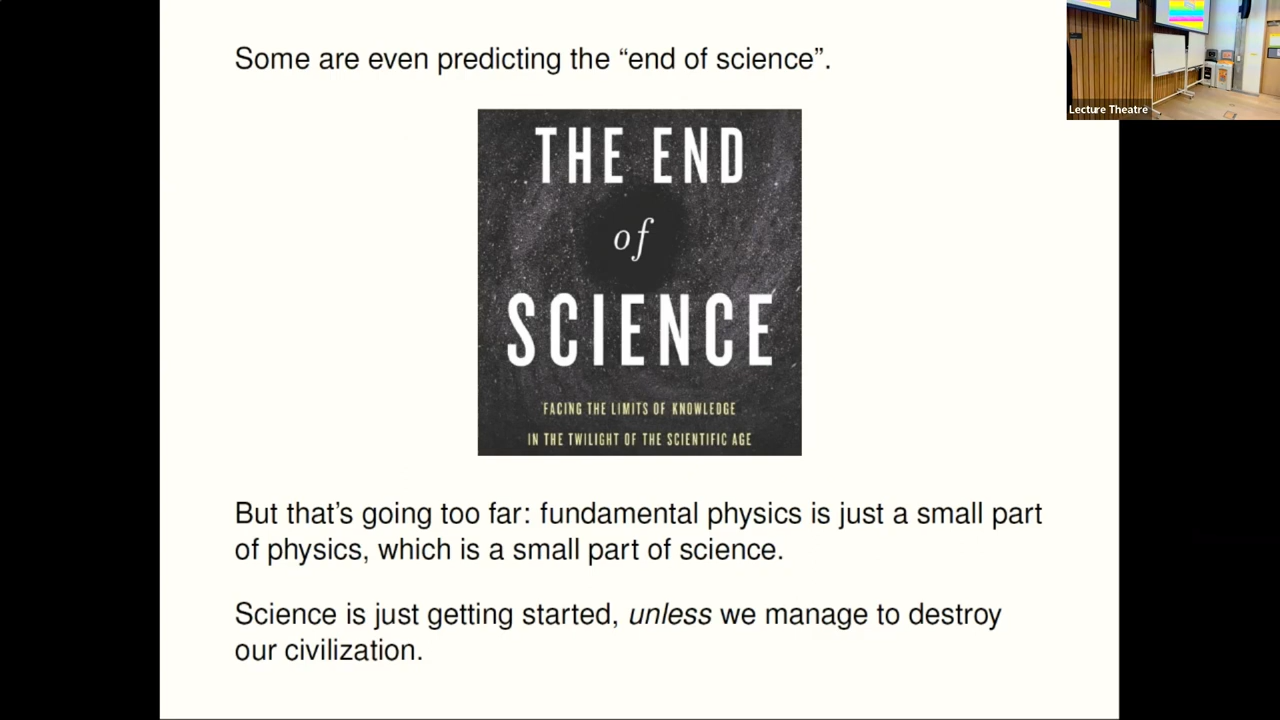 Some are even predicting the “end of science”.
Lecture Theatre
THE END
of
SCIENCE
FACING THE LIMITS OF KNOWLEDGE
IN THE TWILIGHT OF THE SCIENTIFIC AGE
But that’s going too far: fundamental physics is just a small part
of physics, which is a small part of science.
Science is just getting started, unless we manage to destroy
our civilization.